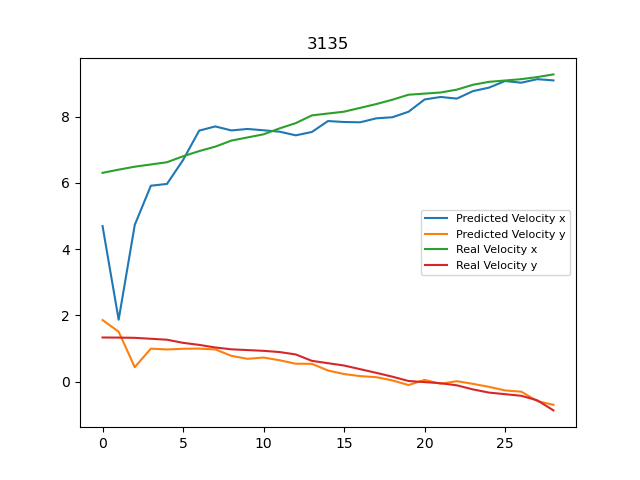 3135
8
6
4
2
0
Predicted Velocity x
Predicted Velocity y
Real Velocity x
Real Velocity y
0 5 10 15 20 25